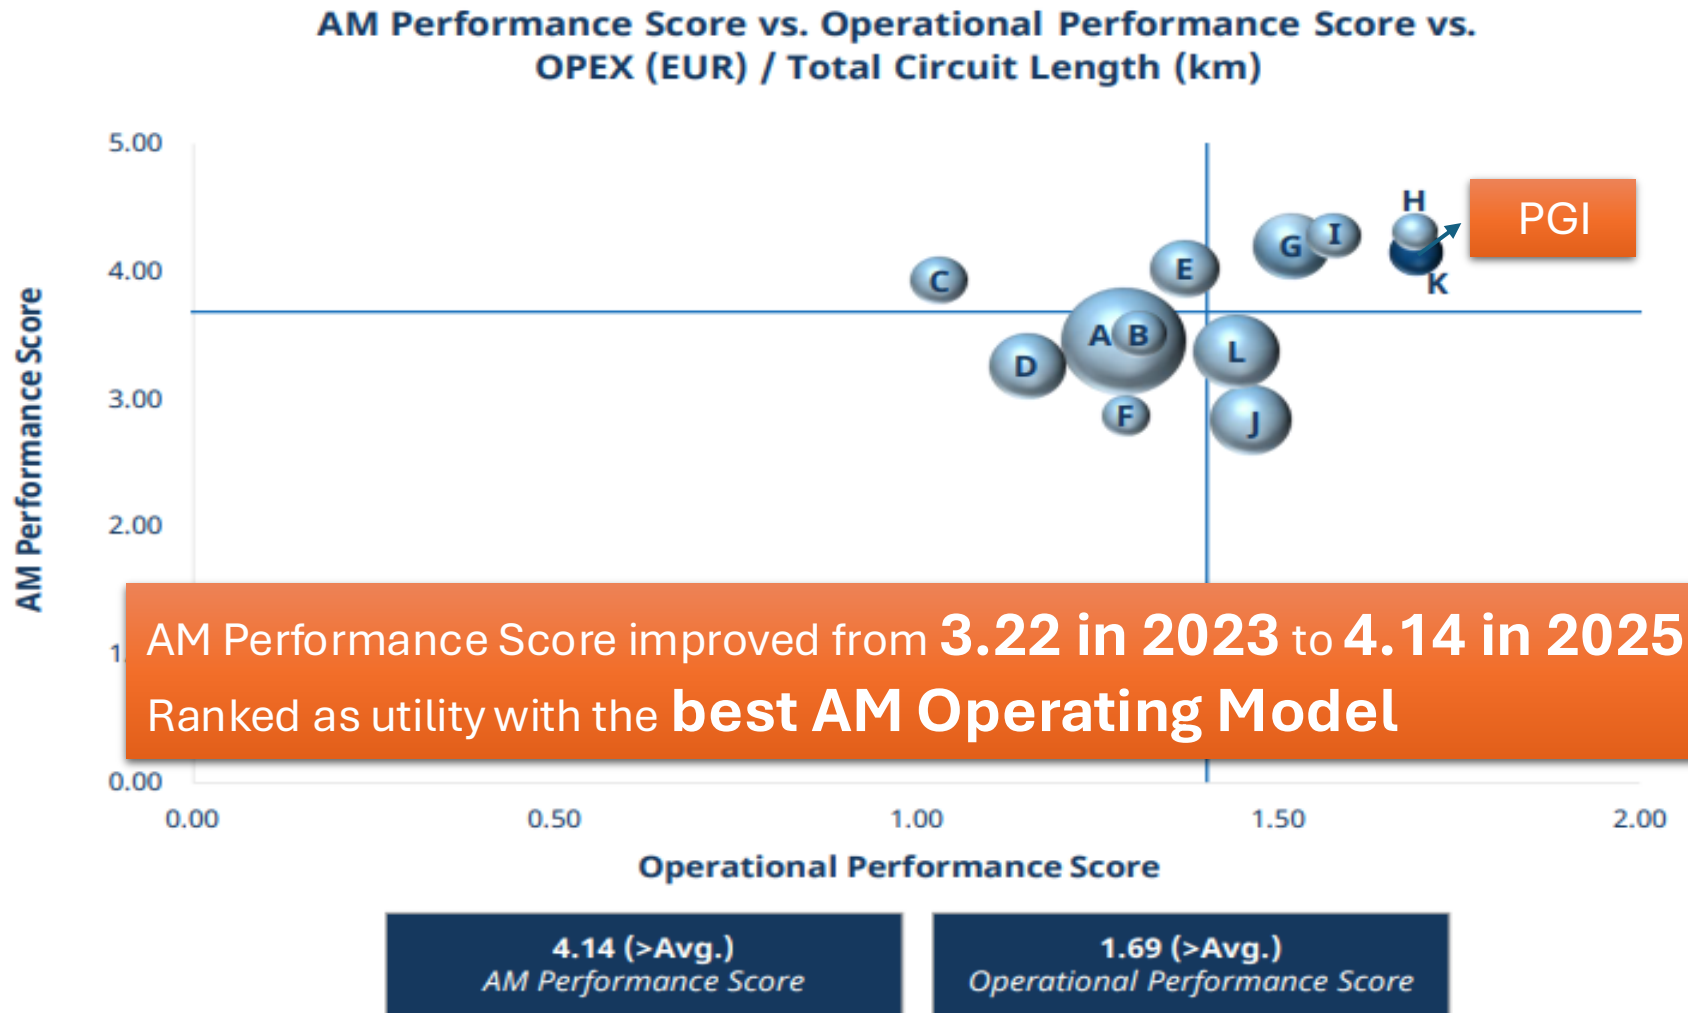 AM Performance Score vs. Operational Performance Score vs.
OPEX (EUR) / Total Circuit Length (km)
AM Performance Score
5.00
4.00
3.00
2.00
1.
0.00
H
PGI
G
I
K
E
C
A
B
L
D
F
J
AM Performance Score improved from 3.22 in 2023 to 4.14 in 2025
Ranked as utility with the best AM Operating Model
0.00
0.50
1.00
1.50
2.00
Operational Performance Score
4.14 (>Avg.)
AM Performance Score
1.69 (>Avg.)
Operational Performance Score